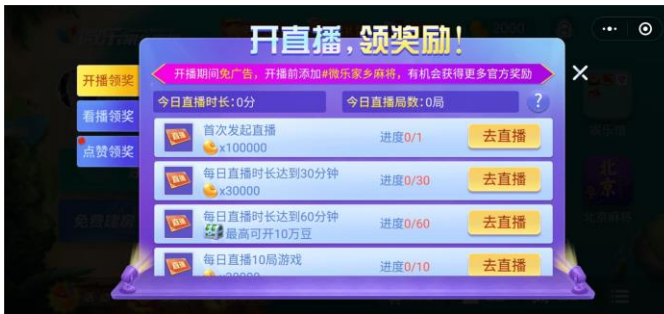 开直播,领奖励!
开播期间免广告，开播前添加#微乐家乡麻将，有机会获得更多官方奖励
开播领奖
看播领奖
点赞领奖
今日直播时长:0分
今日直播局数:0局
?
首次发起直播
x100000
进度0/1
去直播
每日直播时长达到30分钟
x30000
进度0/30
去直播
每日直播时长达到60分钟
最高可开10万豆
进度0/60
去直播
每日直播10局游戏
进度0/10
去直播
北京麻将